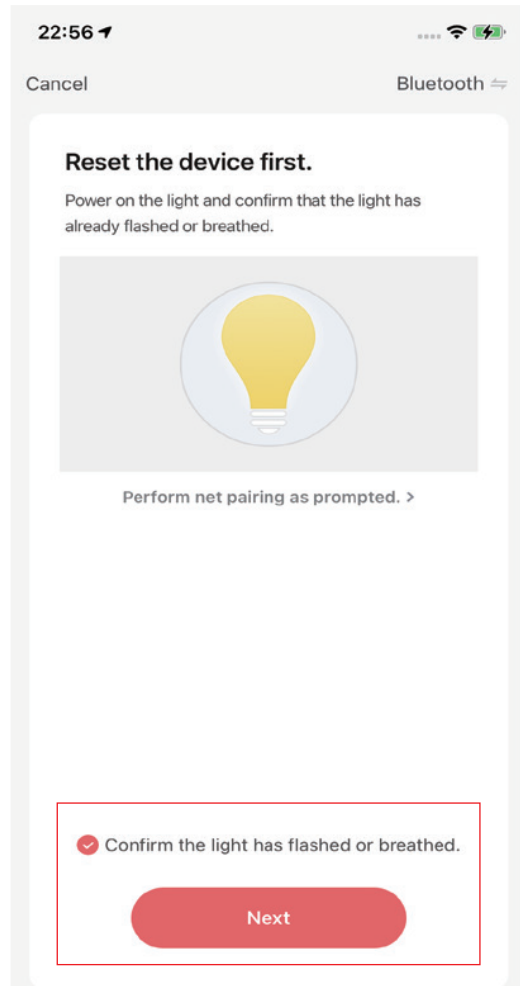 22:56
Cancel
Bluetooth
Reset the device first.
Power on the light and confirm that the light has
already flashed or breathed.
Perform net pairing as prompted. >
Confirm the light has flashed or breathed.
Next